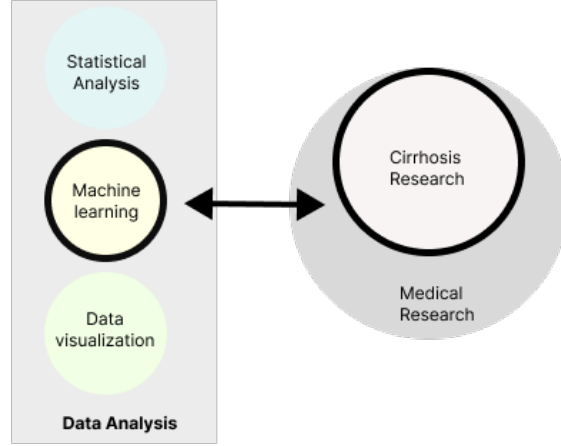 Statistical
Analysis
Machine
learning
Data
visualization
Data Analysis
Cirrhosis
Research
Medical
Research